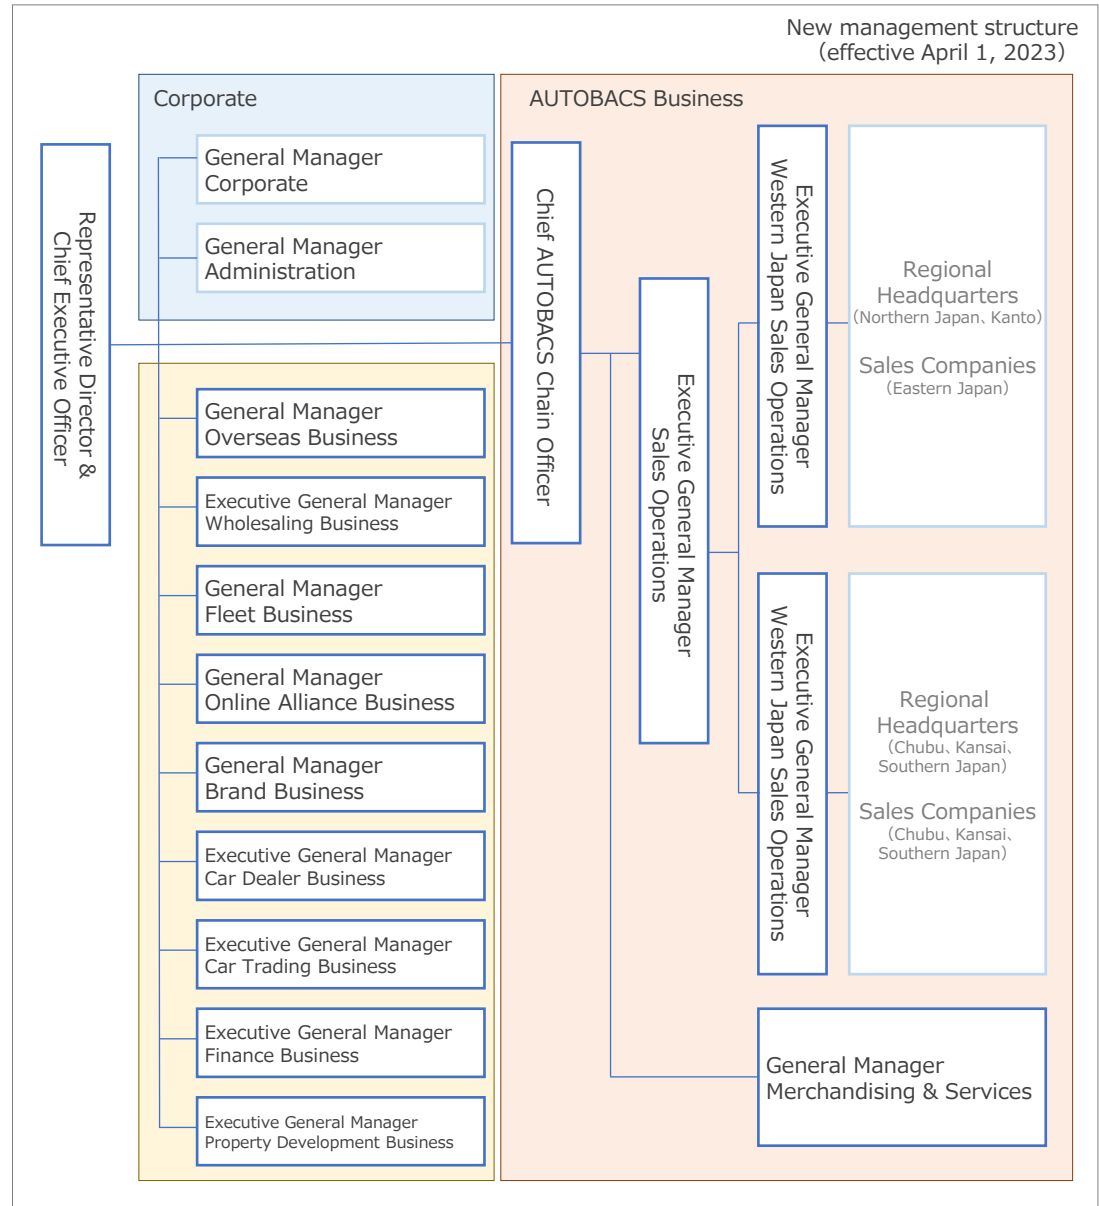 New management structure
（effective April 1, 2023）
Corporate
General Manager
Corporate
General Manager
Administration
Representative Director &
Chief Executive Officer
General Manager
Overseas Business
Executive General Manager
Wholesaling Business
General Manager
Fleet Business
General Manager
Online Alliance Business
General Manager
Brand Business
Executive General Manager
Car Dealer Business
Executive General Manager
Car Trading Business
Executive General Manager
Finance Business
Executive General Manager
Property Development Business
AUTOBACS Business
Chief AUTOBACS Chain Officer
Executive General Manager
Sales Operations
Executive General Manager
Western Japan Sales Operations
Regional
Headquarters
（Northern Japan、Kanto）
Sales Companies
（Eastern Japan）
Executive General Manager
Western Japan Sales Operations
Regional
Headquarters
（Chubu、Kansai、
Southern Japan）
Sales Companies
（Chubu、Kansai、
Southern Japan）
General Manager
Merchandising & Services